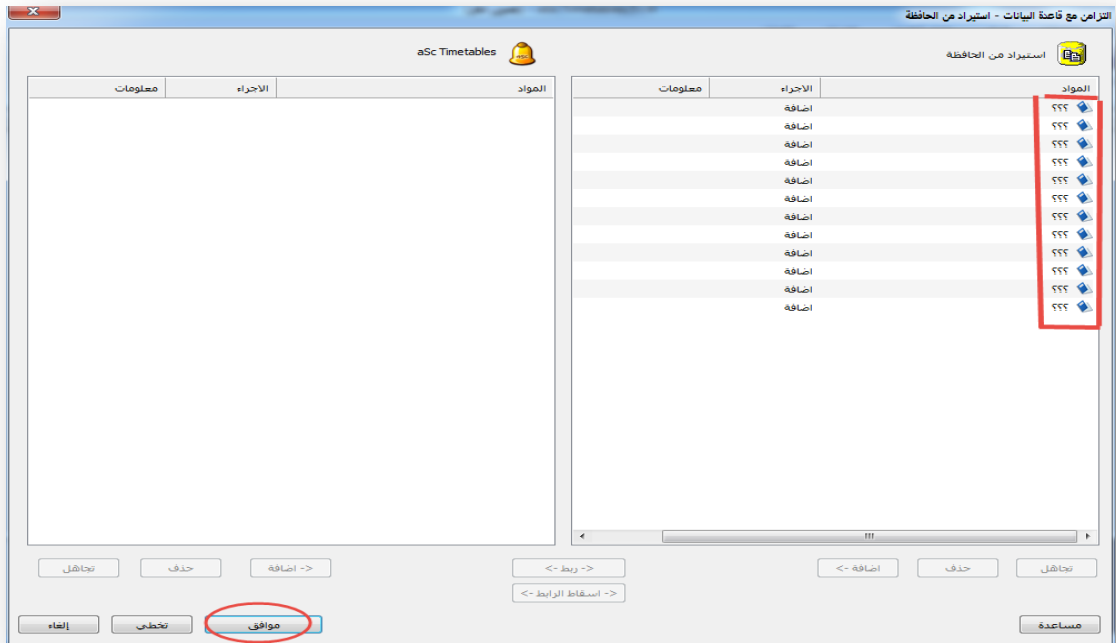 التزامن مع قاعدة البيانات - استيراد من الحافظة
استيراد من الحافظة
aSc Timetables
المواد الاجراء معلومات
المواد الاجراء معلومات
؟؟؟ اضافة
؟؟؟ اضافة
؟؟؟ اضافة
؟؟؟ اضافة
؟؟؟ اضافة
؟؟؟ اضافة
؟؟؟ اضافة
؟؟؟ اضافة
؟؟؟ اضافة
؟؟؟ اضافة
؟؟؟ اضافة
؟؟؟ اضافة
تجاهل حذف اضافة -> <- ربط -> <- اضافة حذف تجاهل
<- اسقاط الرابط ->
مساعدة موافق تخطي إلغاء